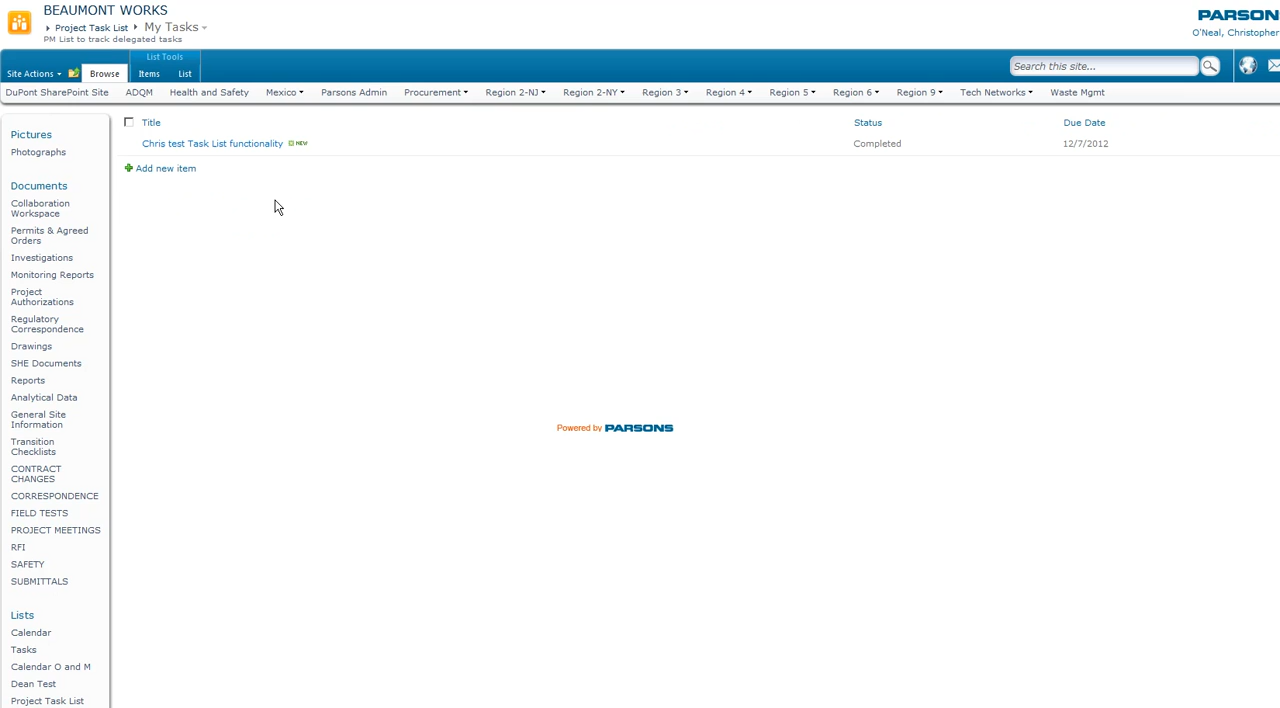 BEAUMONT WORKS
Project Task List My Tasks
PM List to track delegated tasks
PARSON
O'Neal, Christopher
List Tools
Site Actions Browse Items List
Search this site...
DuPont SharePoint Site ADQM Health and Safety Mexico Parsons Admin Procurement Region 2-NJ Region 2-NY Region 3 Region 4 Region 5 Region 6 Region 9 Tech Networks Waste Mgmt
Title Status Due Date
Chris test Task List functionality NEW Completed 12/7/2012
Add new item
Pictures
Photographs
Documents
Collaboration
Workspace
Permits & Agreed
Orders
Investigations
Monitoring Reports
Project
Authorizations
Regulatory
Correspondence
Drawings
SHE Documents
Reports
Analytical Data
General Site
Information
Transition
Checklists
CONTRACT
CHANGES
CORRESPONDENCE
FIELD TESTS
PROJECT MEETINGS
RFI
SAFETY
SUBMITTALS
Lists
Calendar
Tasks
Calendar O and M
Dean Test
Project Task List
Powered by PARSONS